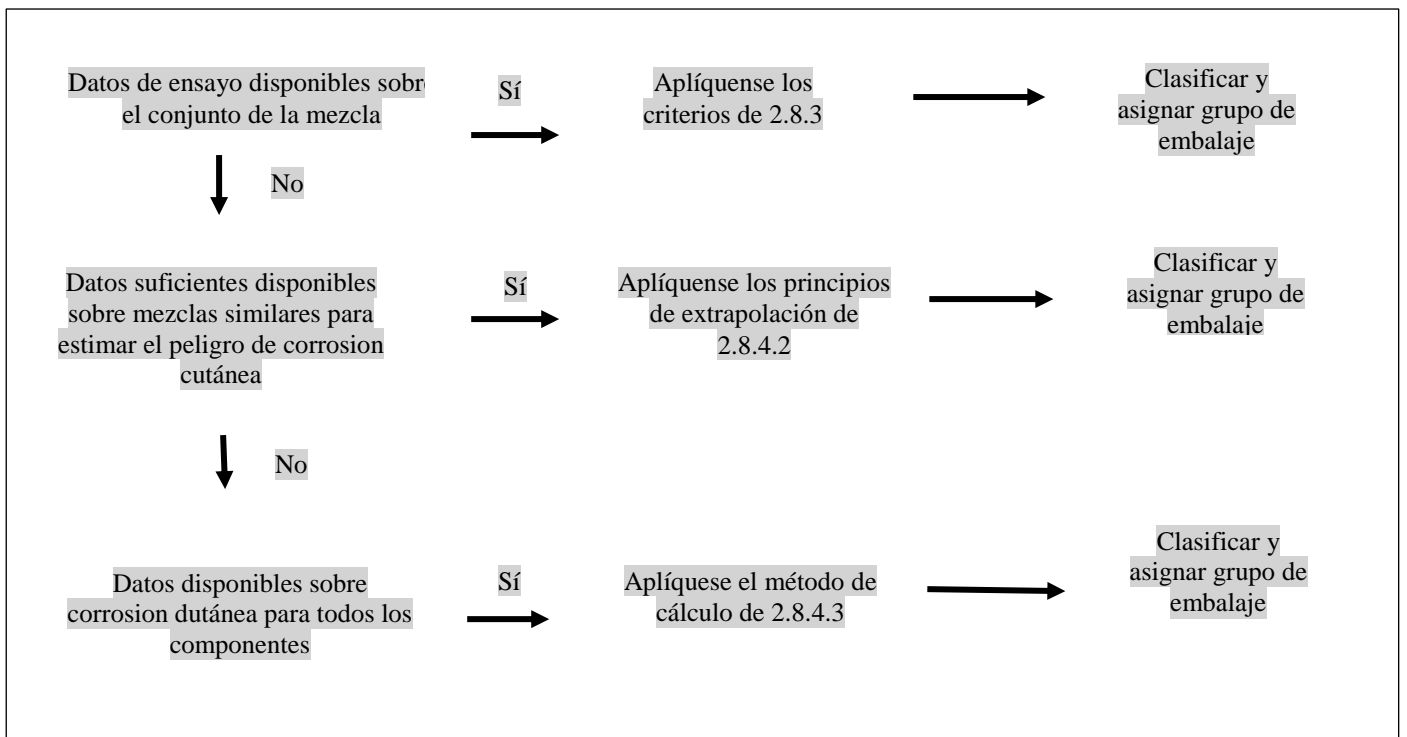 Datos de ensayo disponibles sobr
el conjunto de la mezcla
Sí
Aplíquense los
criterios de 2.8.3
Clasificar y
asignar grupo de
embalaje
No
Datos suficientes disponibles
sobre mezclas similares para
estimar el peligro de corrosion
cutánea
Sí
Aplíquense los principios
de extrapolación de
2.8.4.2
Clasificar y
asignar grupo de
embalaje
No
Datos disponibles sobre
corrosion dutánea para todos los
componentes
Sí
Aplíquese el método de
cálculo de 2.8.4.3
Clasificar y
asignar grupo de
embalaje